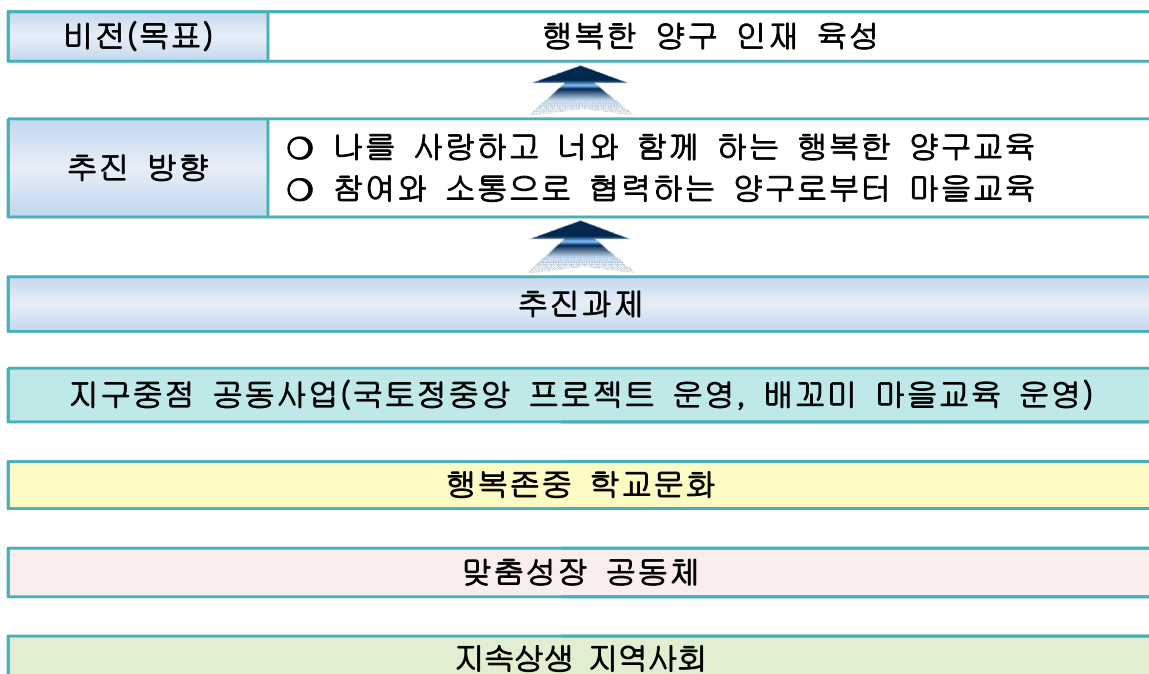 비전(목표)
행복한 양구 인재 육성
추진 방향
❍ 나를 사랑하고 너와 함께 하는 행복한 양구교육
❍ 참여와 소통으로 협력하는 양구로부터 마을교육
추진과제
지구중점 공동사업(국토정중앙 프로젝트 운영, 배꼬미 마을교육 운영)
행복존중 학교문화
맞춤성장 공동체
지속상생 지역사회